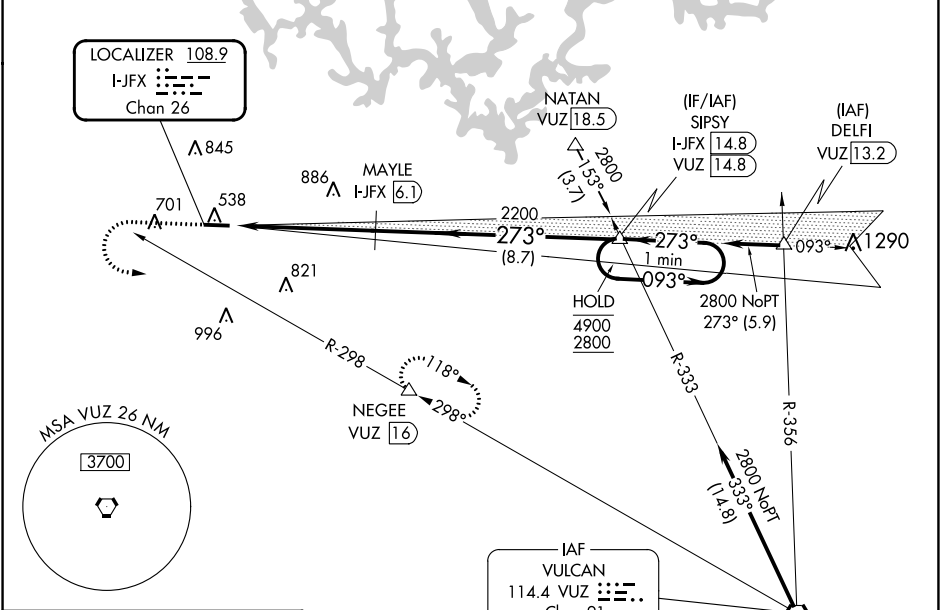 LOCALIZER 108.9
I-JFX
Chan 26
845
886
701
538
MAYLE
I-JFX 6.1
821
996
NATAN
VUZ 18.5
2800
153°
(3.7)
(IF/IAF)
SIPSY
I-JFX 14.8
VUZ 14.8
(IAF)
DELFI
VUZ 13.2
2200
273°
(8.7)
273°
1 min
093°
093°
1290
HOLD
4900
2800
2800 NoPT
273° (5.9)
R-298
R-333
R-356
118°
298°
NEGEE
VUZ 16
2800 NoPT
333°
(14.8)
MSA VUZ 26 NM
3700
IAF
VULCAN
114.4 VUZ